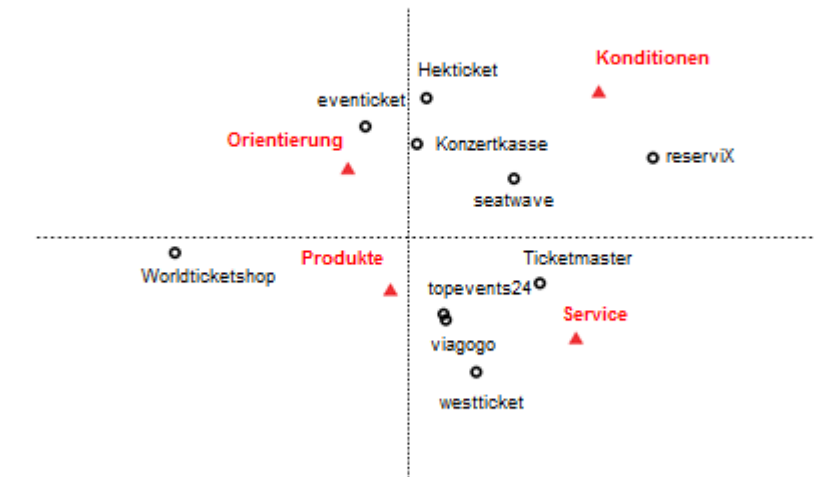 Konditionen
Hekticket
eventicket
Orientierung
Konzertkasse
reserviX
seatwave
Produkte
Ticketmaster
Worldticketshop
topevents24
Service
viagogo
westticket